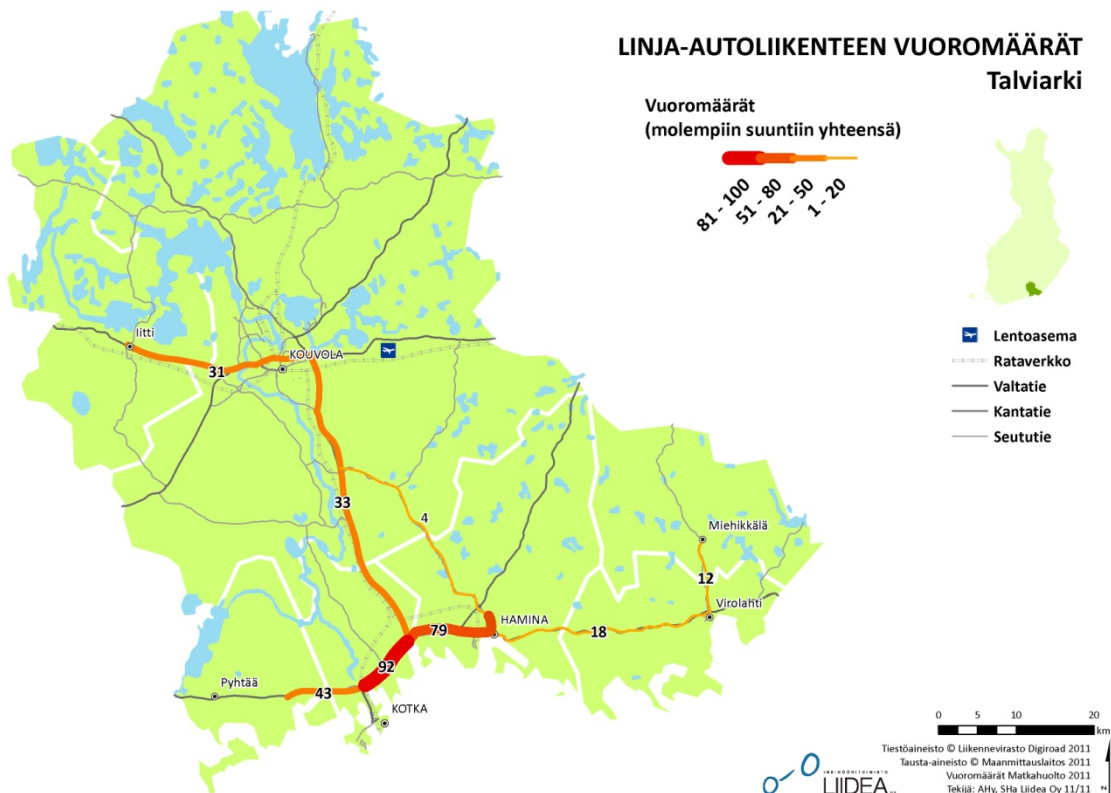 LINJA-AUTOLIIKENTEEN VUOROMÄÄRÄT
Talviarki
Vuoromäärät
(molempiin suuntiin yhteensä)
81 - 100
51 - 80
21 - 50
1 - 20
Lentoasema
Rataverkko
Valtatie
Kantatie
Seututie
Iitti
KOUVOLA
31
33
4
Miehikkälä
12
Virolahti
HAMINA
79
18
92
Pyhtää
43
KOTKA
0 5 10 20
km
Tiestöaineisto © Liikennevirasto Digiroad 2011
Tausta-aineisto © Maanmittauslaitos 2011
Vuoromäärät Matkahuolto 2011
Tekijä: AHy, SHa Liidea Oy 11/11
INSINÖÖRITOIMISTO
LIIDEA
N